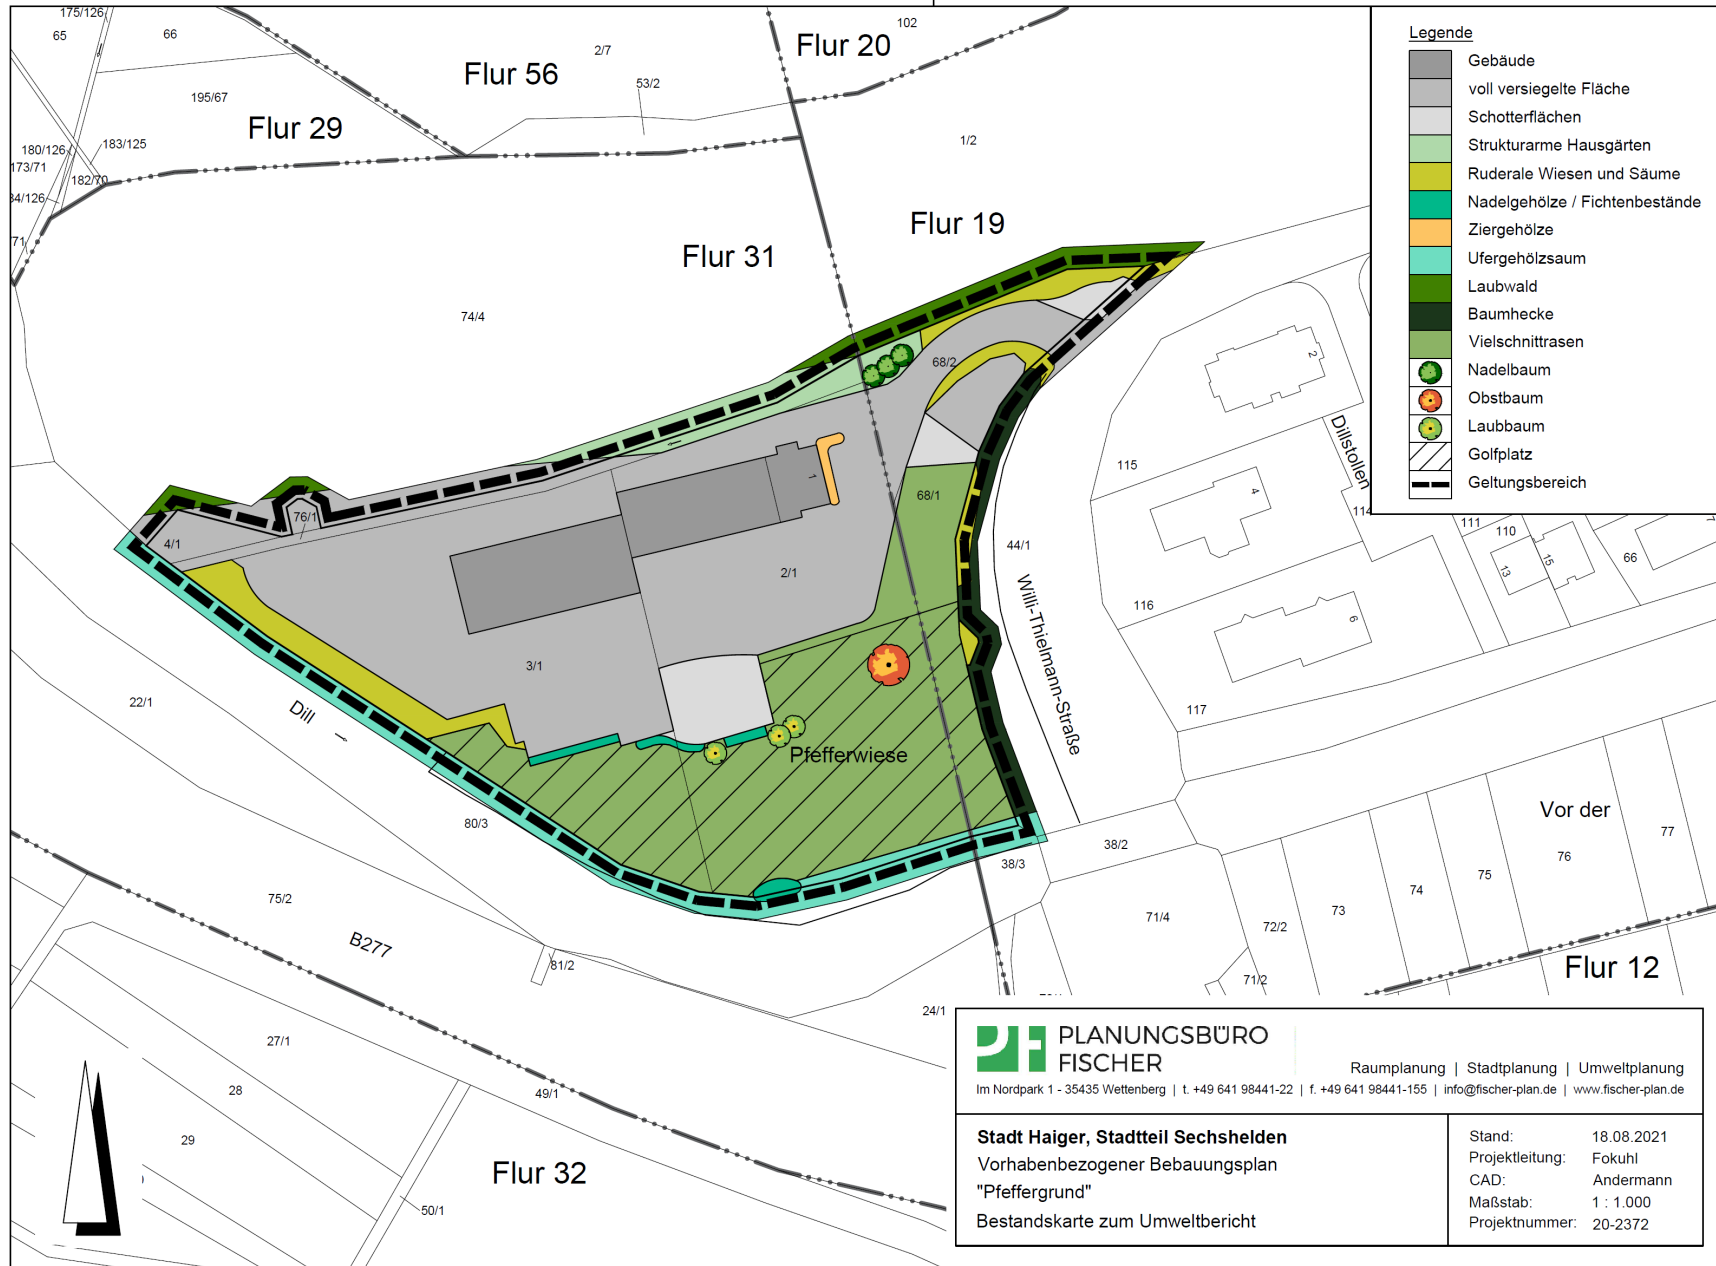 175/126
65
66
2/7
Flur 20
102
Flur 56
53/2
195/67
Flur 29
183/125
180/126
173/71
182/70
1/2
Flur 19
Flur 31
74/4
68/2
1
68/1
76/1
4/1
2/1
3/1
44/1
Willi-Thielmann-Straße
Dillstollen
2
4
6
115
116
117
114
111
110
13
15
66
22/1
Dill
80/3
Pfefferwiese
38/3
38/2
75/2
B277
81/2
24/1
Vor der
77
76
75
74
73
72/2
71/4
71/2
Flur 12
27/1
28
29
49/1
50/1
Flur 32
Legende
Gebäude
voll versiegelte Fläche
Schotterflächen
Strukturarme Hausgärten
Ruderale Wiesen und Säume
Nadelgehölze / Fichtenbestände
Ziergehölze
Ufergehölzsaum
Laubwald
Baumhecke
Vielschnittrasen
Nadelbaum
Obstbaum
Laubbaum
Golfplatz
Geltungsbereich
PLANUNGSBÜRO
FISCHER
Raumplanung | Stadtplanung | Umweltplanung
Im Nordpark 1 - 35435 Wettenberg | t. +49 641 98441-22 | f. +49 641 98441-155 | info@fischer-plan.de | www.fischer-plan.de
Stadt Haiger, Stadtteil Sechshelden
Vorhabenbezogener Bebauungsplan
"Pfeffergrund"
Bestandskarte zum Umweltbericht
Stand: 18.08.2021
Projektleitung: Fokuhl
CAD: Andermann
Maßstab: 1 : 1.000
Projektnummer: 20-2372